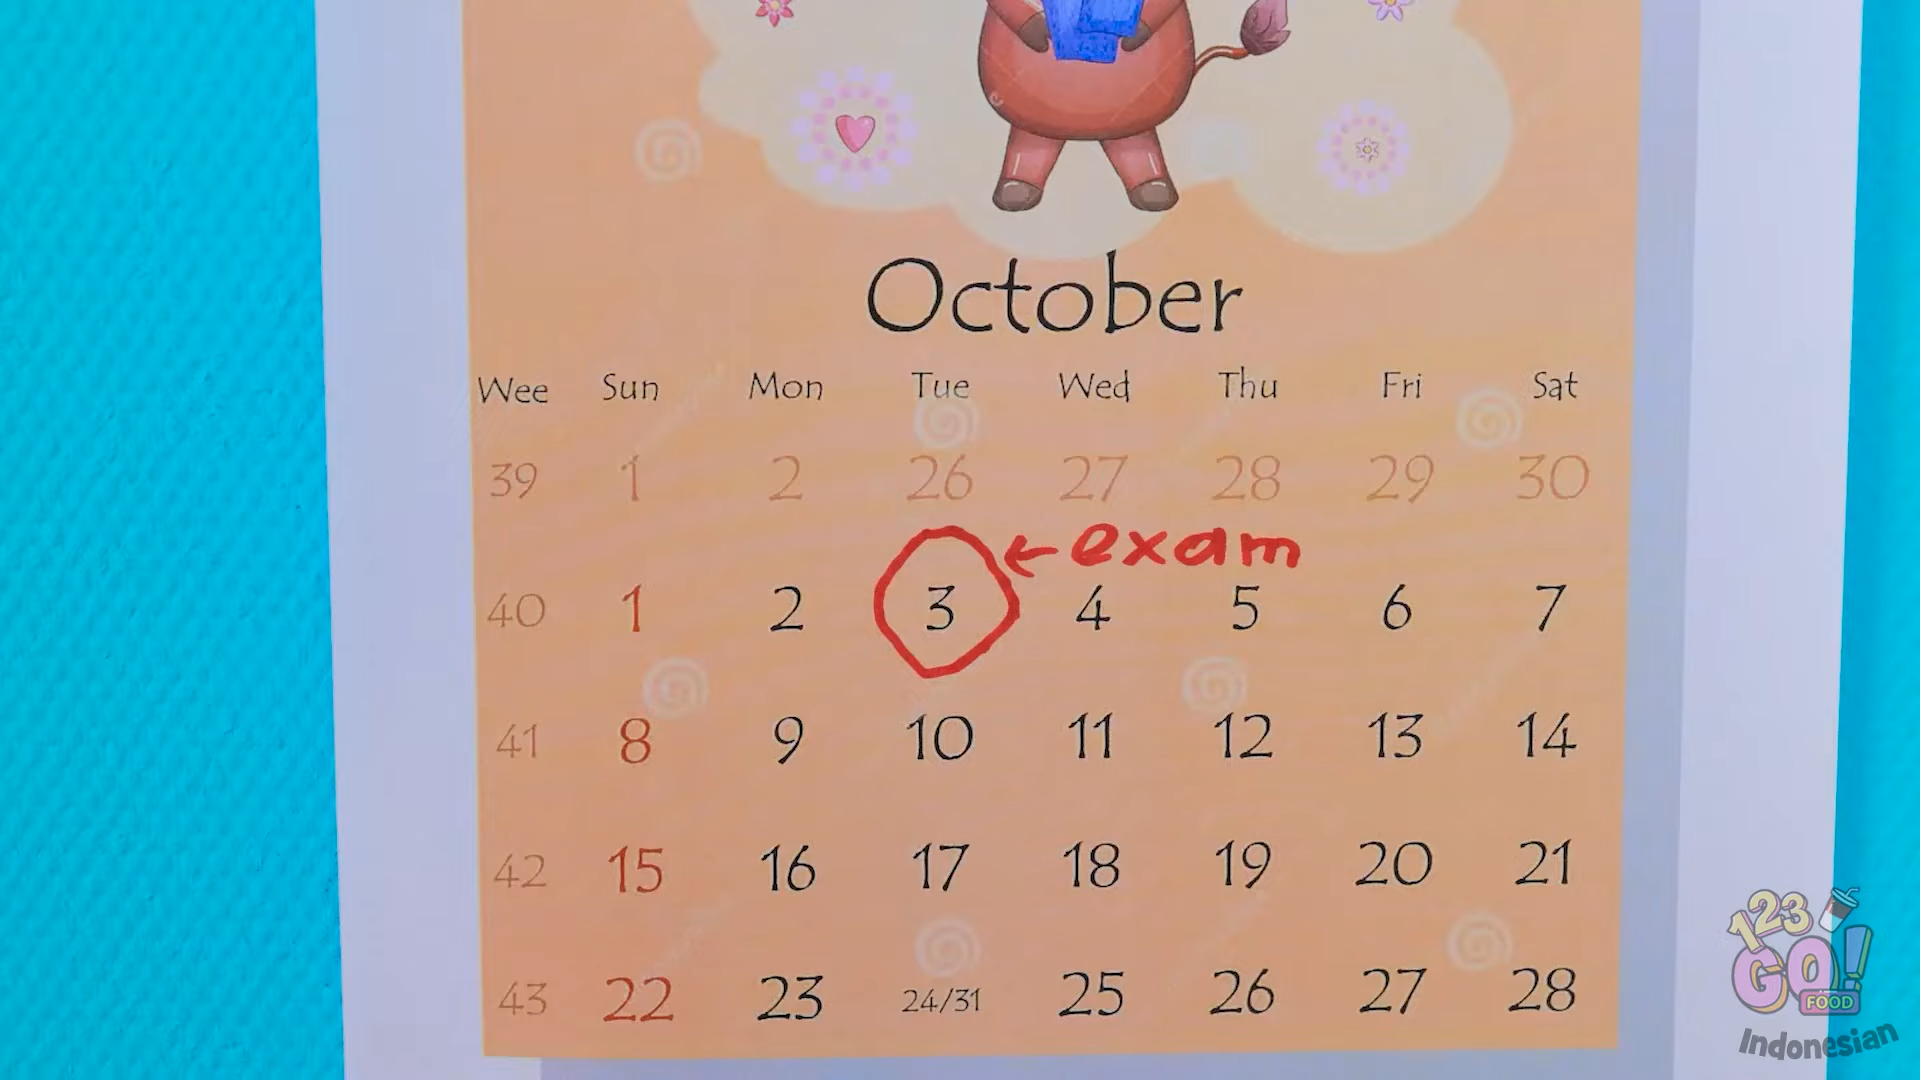 October
Wee Sun Mon Tue Wed Thu Fri Sat
39 1 2 26 27 28 29 30
← exam
40 1 2 3 4 5 6 7
41 8 9 10 11 12 13 14
42 15 16 17 18 19 20 21
43 22 23 24/31 25 26 27 28
123
GO!
FOOD
Indonesian